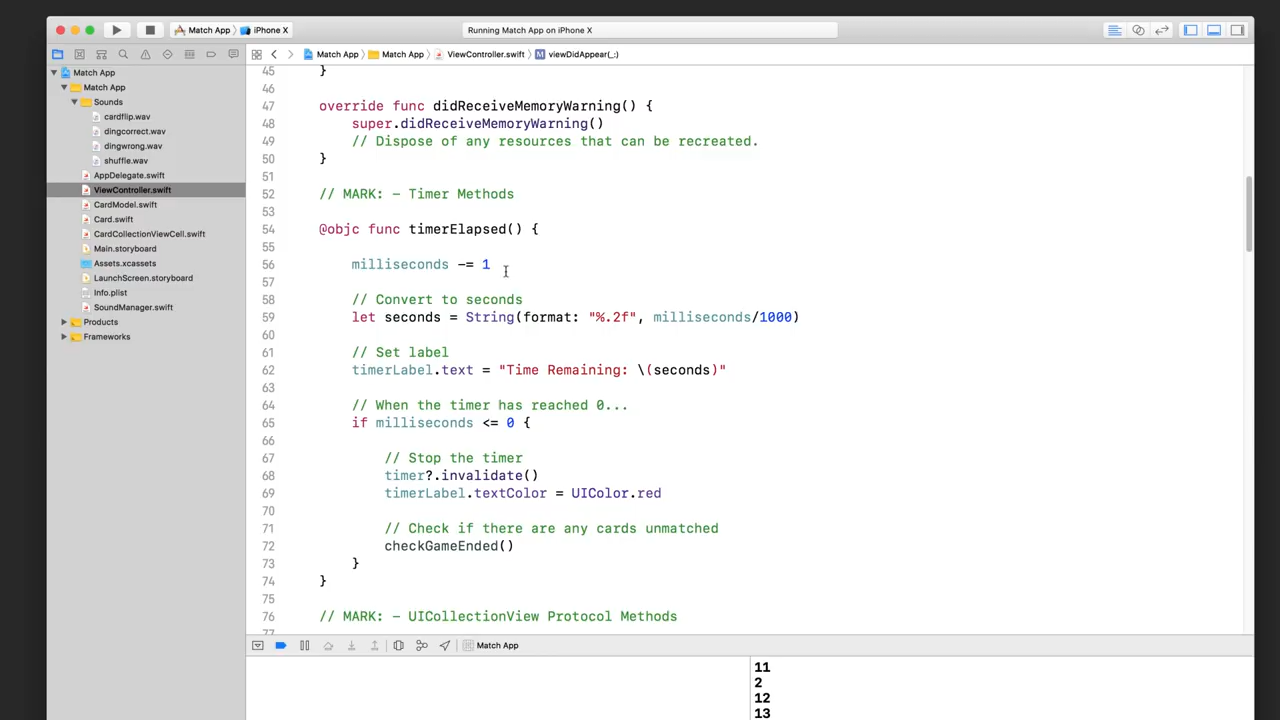 Match App
iPhone X
Running Match App on iPhone X
Match App
Match App
ViewController.swift
M
viewDidAppear(_:)
Match App
Match App
Sounds
cardflip.wav
dingcorrect.wav
dingwrong.wav
shuffle.wav
AppDelegate.swift
ViewController.swift
CardModel.swift
Card.swift
CardCollectionViewCell.swift
Main.storyboard
Assets.xcassets
LaunchScreen.storyboard
Info.plist
SoundManager.swift
Products
Frameworks
45 }
46
47 override func didReceiveMemoryWarning() {
48 super.didReceiveMemoryWarning()
49 // Dispose of any resources that can be recreated.
50 }
51
52 // MARK: - Timer Methods
53
54 @objc func timerElapsed() {
55
56 milliseconds -= 1
57
58 // Convert to seconds
59 let seconds = String(format: "%.2f", milliseconds/1000)
60
61 // Set label
62 timerLabel.text = "Time Remaining: \(seconds)"
63
64 // When the timer has reached 0...
65 if milliseconds <= 0 {
66
67 // Stop the timer
68 timer?.invalidate()
69 timerLabel.textColor = UIColor.red
70
71 // Check if there are any cards unmatched
72 checkGameEnded()
73 }
74 }
75
76 // MARK: - UICollectionView Protocol Methods
77
Match App
11
2
12
13